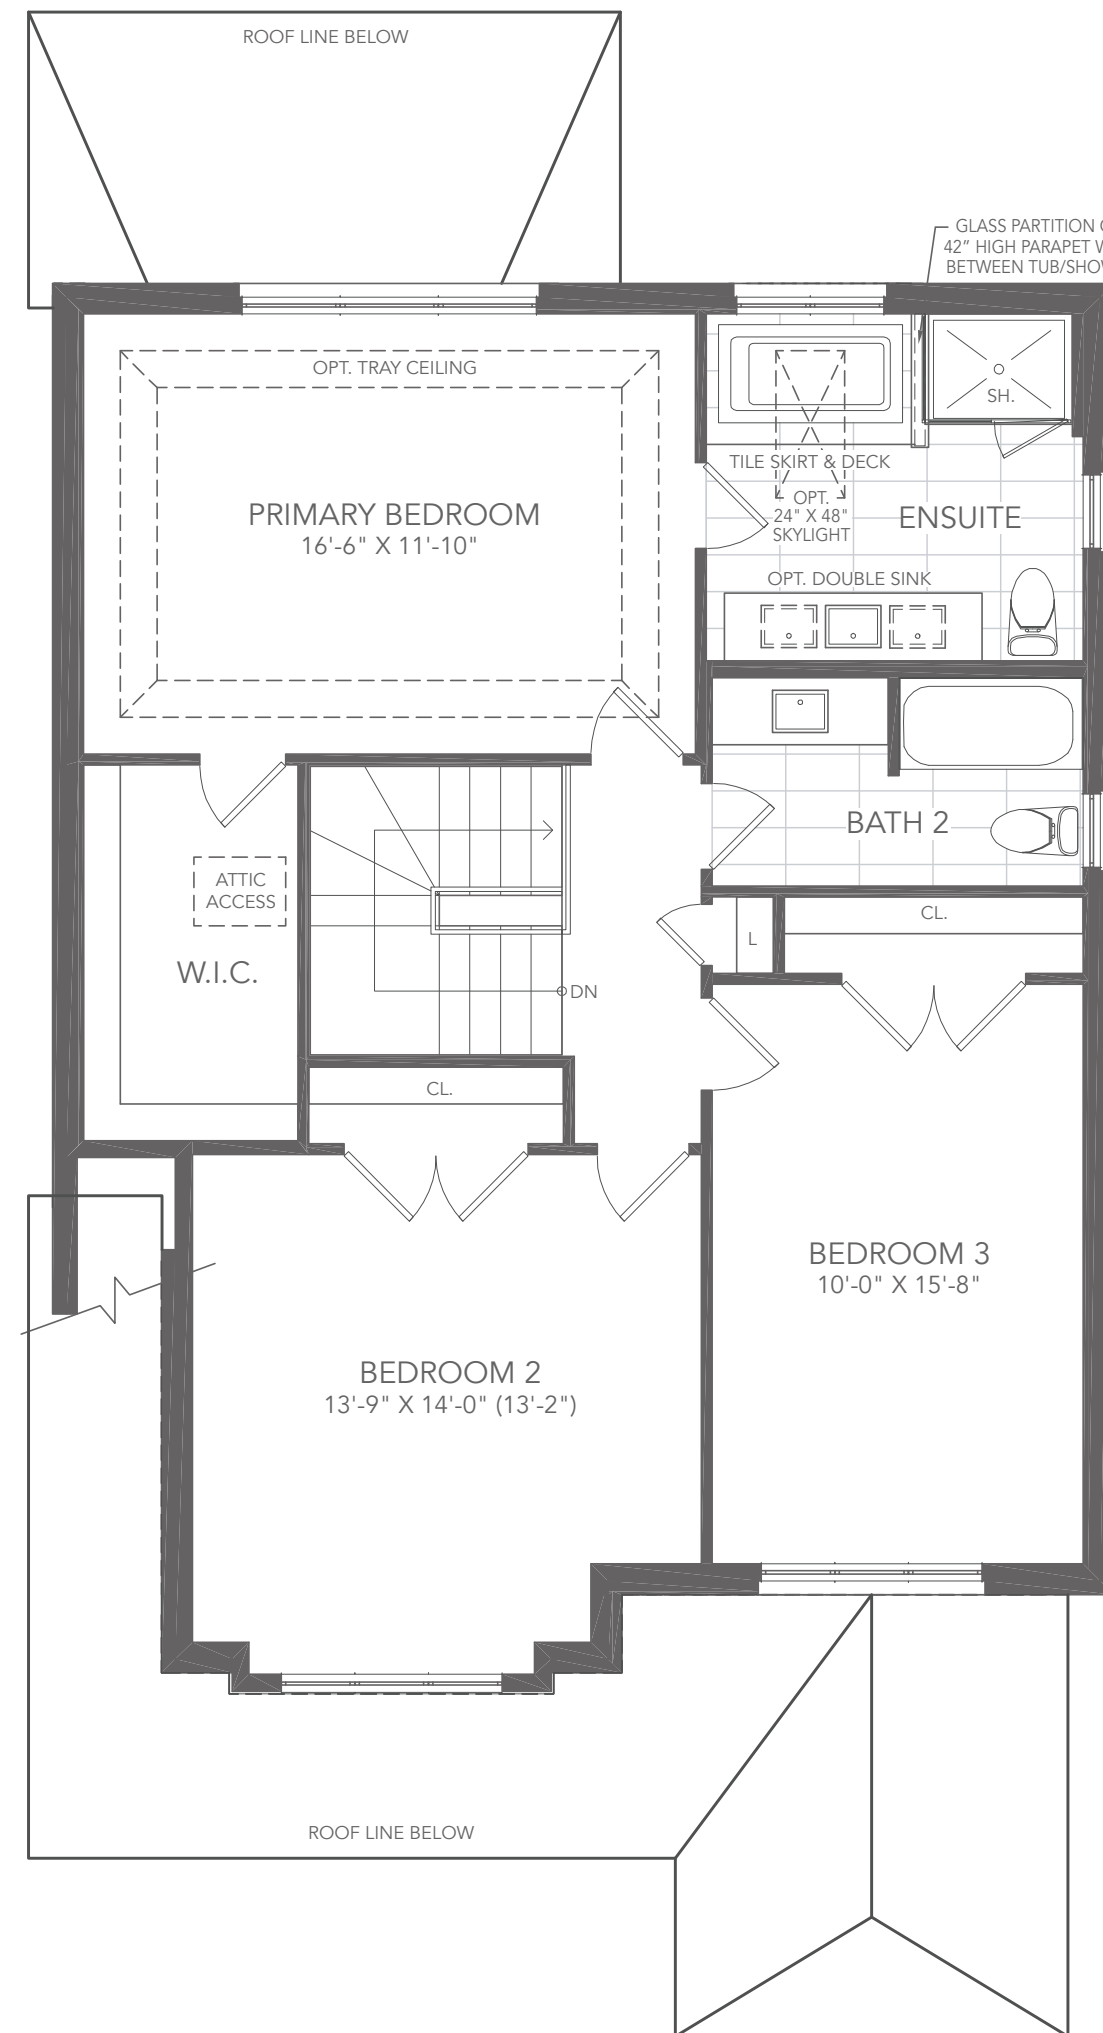 ROOF LINE BELOW
GLASS PARTITION
42" HIGH PARAPET
BETWEEN
OPT. TRAY CEILING
SH.
TILE SKIRT & DECK
PRIMARY BEDROOM
16'-6" X 11'-10"
OPT.
24" X 48"
SKYLIGHT
ENSUITE
OPT. DOUBLE SINK
BATH 2
ATTIC
ACCESS
W.I.C.
L
CL.
DN
CL.
BEDROOM 3
10'-0" X 15'-8"
BEDROOM 2
13'-9" X 14'-0" (13'-2")
ROOF LINE BELOW